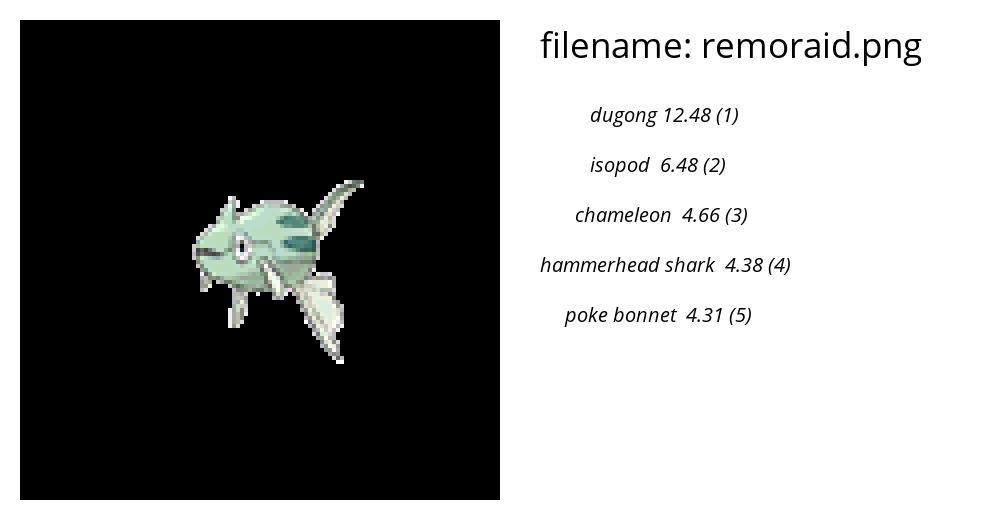 filename: remoraid.png
dugong 12.48 (1)
isopod 6.48 (2)
chameleon 4.66 (3)
hammerhead shark 4.38 (4)
poke bonnet 4.31 (5)